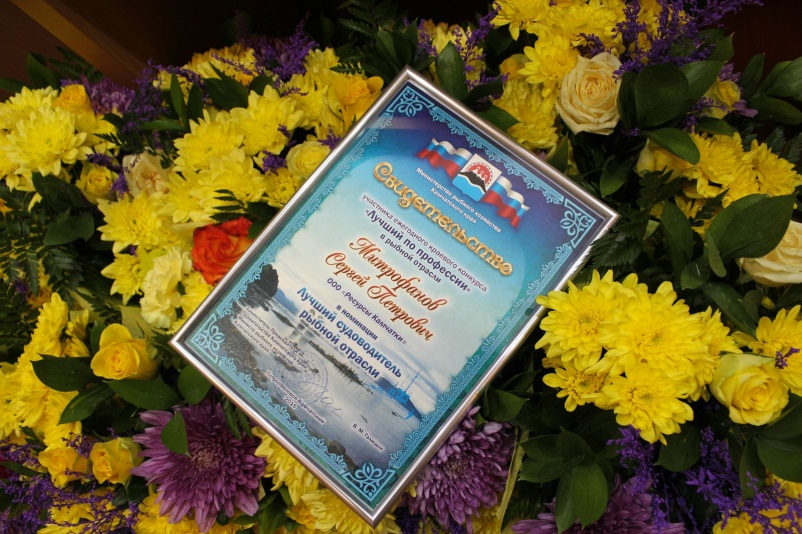 Министерство рыбного хозяйства
Камчатского края
Свидетельство
участника ежегодного краевого конкурса
«Лучший по профессии»
в рыбной отрасли
Митрофанов
Сергей Петрович
ООО «Ресурсы Камчатки»
в номинации
Лучший судоводитель
рыбной отрасли